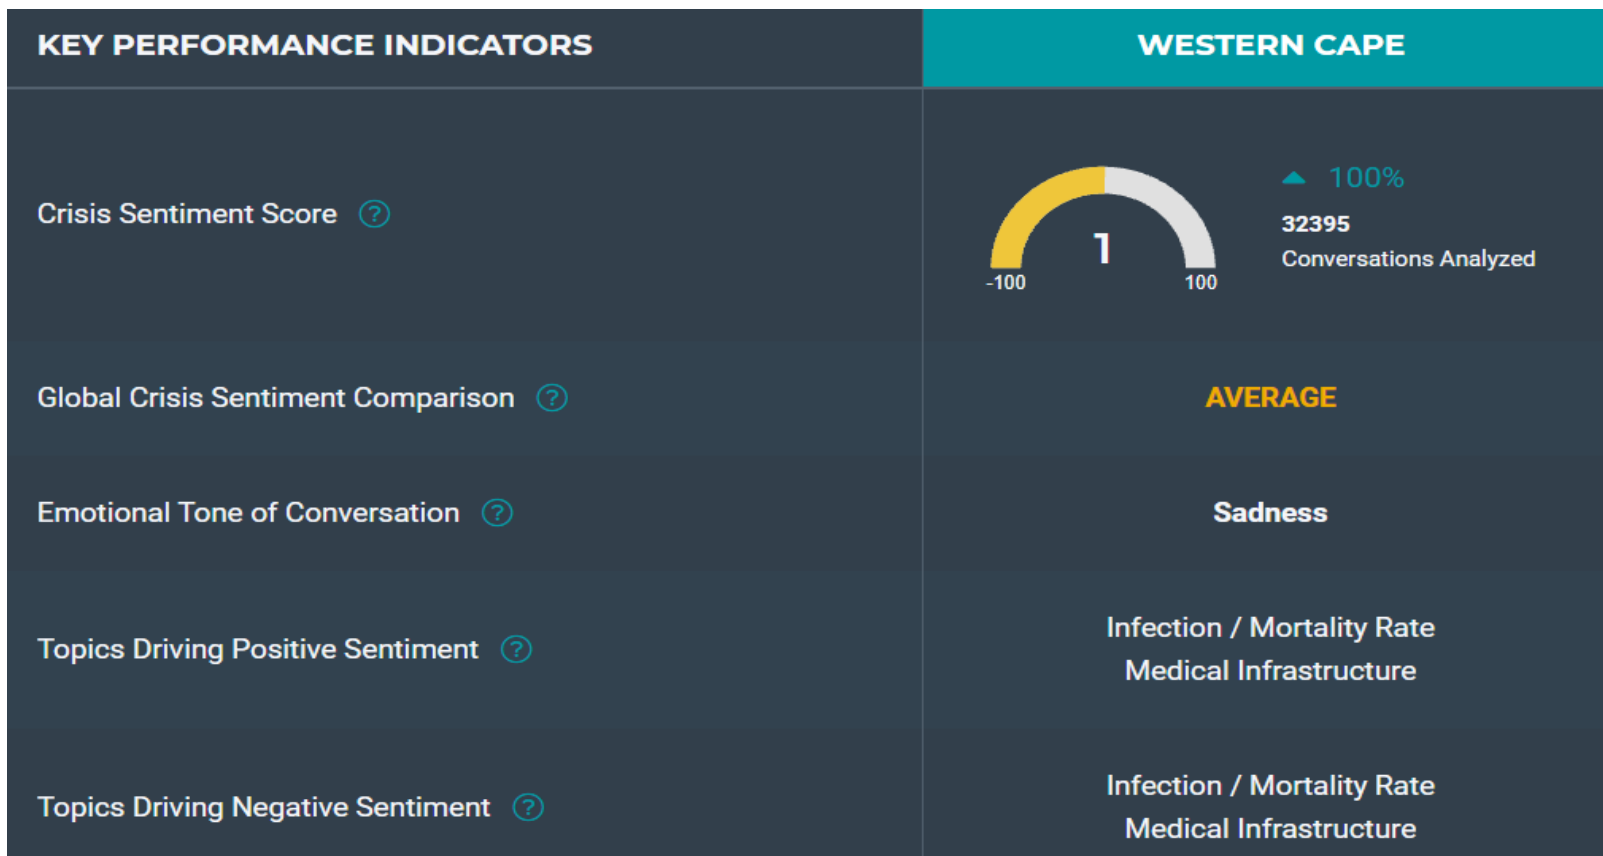 KEY PERFORMANCE INDICATORS
WESTERN CAPE
Crisis Sentiment Score ?
1
-100
100
100%
32395
Conversations Analyzed
Global Crisis Sentiment Comparison ?
AVERAGE
Emotional Tone of Conversation ?
Sadness
Topics Driving Positive Sentiment ?
Infection / Mortality Rate
Medical Infrastructure
Topics Driving Negative Sentiment ?
Infection / Mortality Rate
Medical Infrastructure